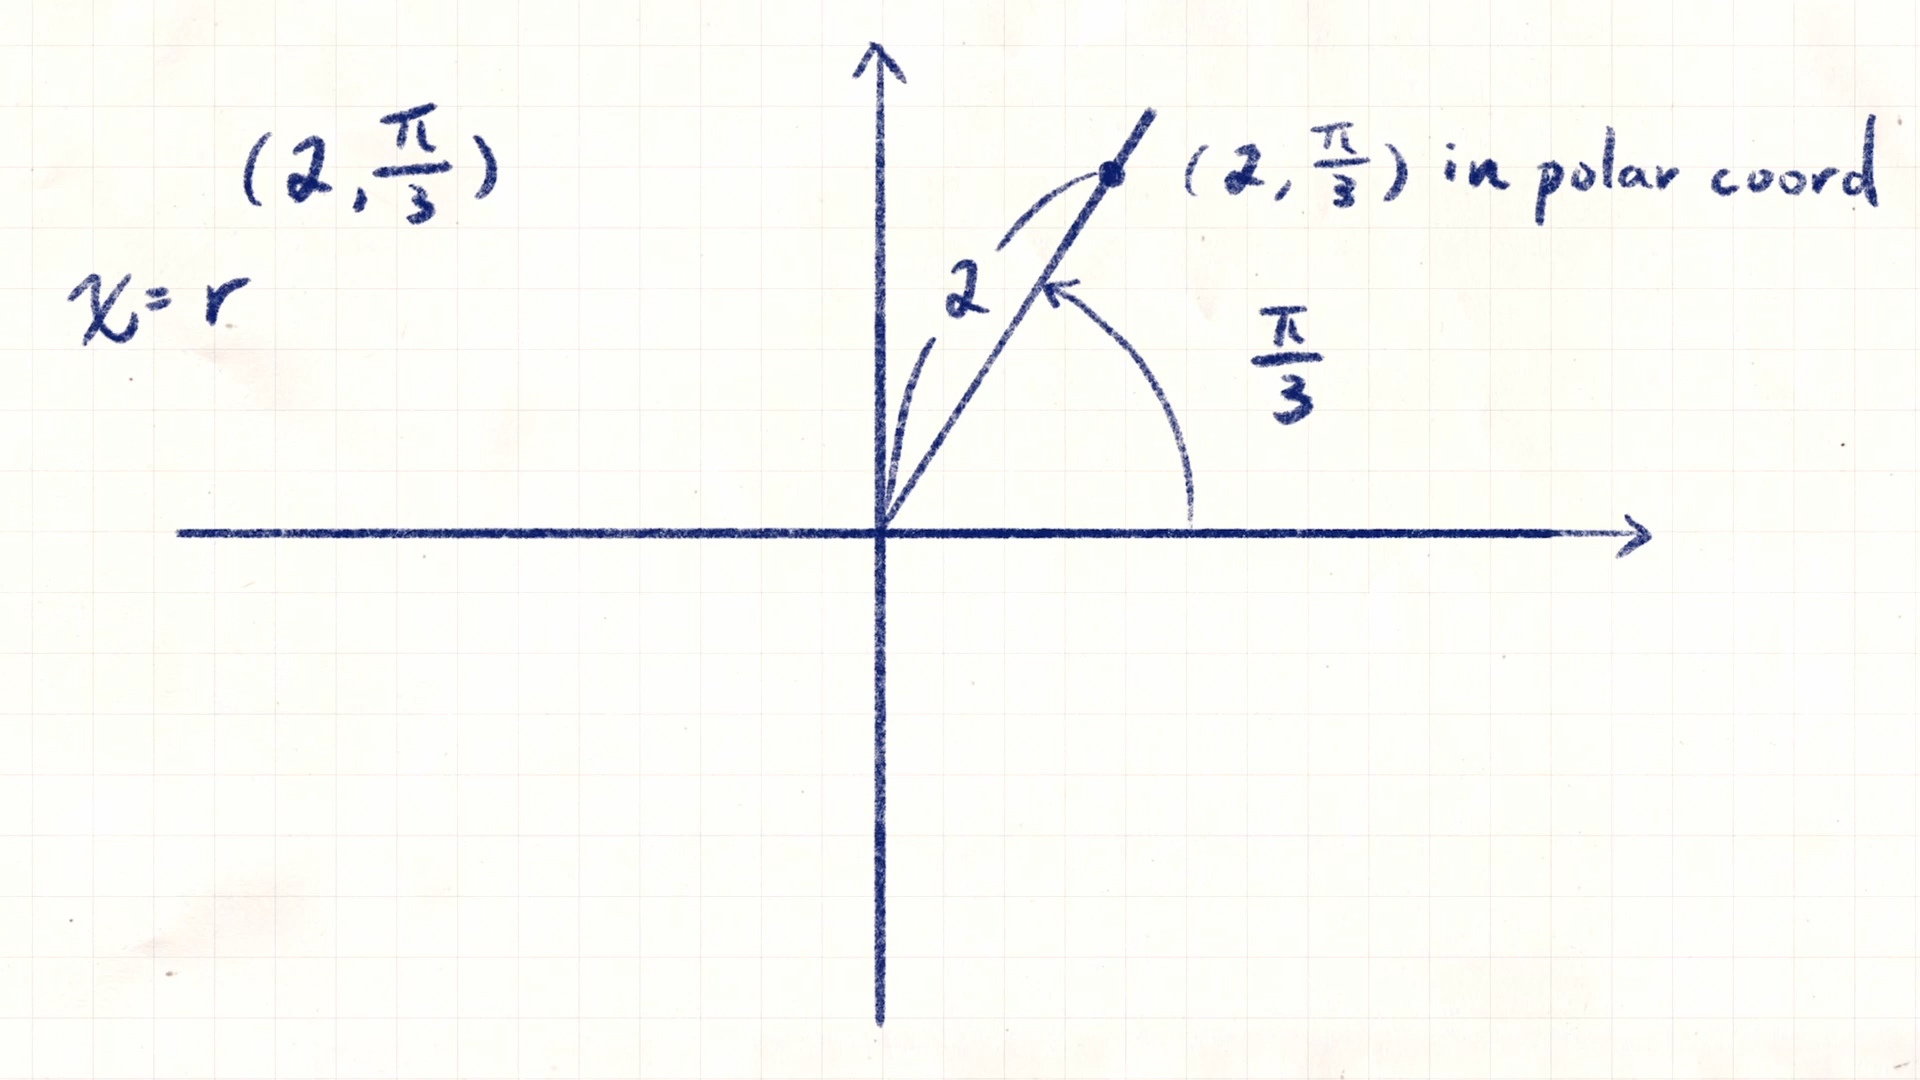 (2, π/3)
(2, π/3) in polar coord
x = r
2
π/3